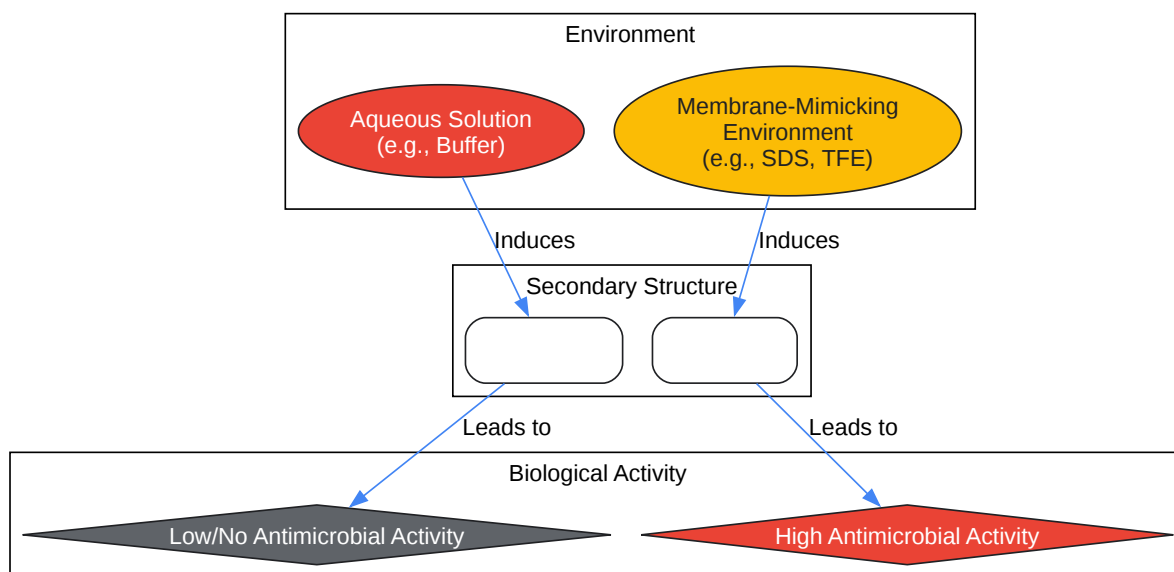 Environment
Aqueous Solution
(e.g., Buffer)
Membrane-Mimicking
Environment
(e.g., SDS, TFE)
Induces
Induces
Secondary Structure
Leads to
Leads to
Biological Activity
Low/No Antimicrobial Activity
High Antimicrobial Activity